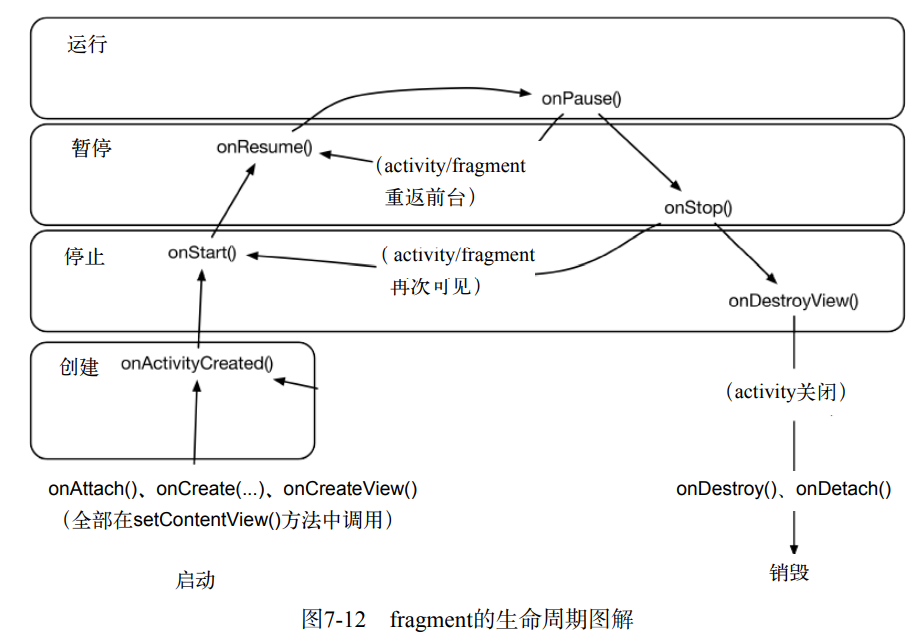 运行
onPause()
暂停
onResume()
(activity/fragment
重返前台）
onStop()
停止
onStart()
（ activity/fragment
再次可见）
onDestroyView()
创建
onActivityCreated()
（activity关闭）
onAttach()、onCreate(...)、onCreateView()
（全部在setContentView()方法中调用）
onDestroy()、onDetach()
启动
销毁
图7-12 fragment的生命周期图解